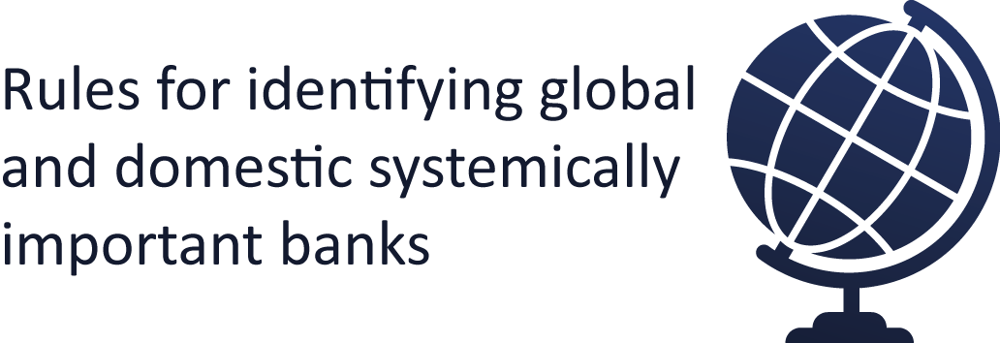 Rules for identifying global
and domestic systemically
important banks